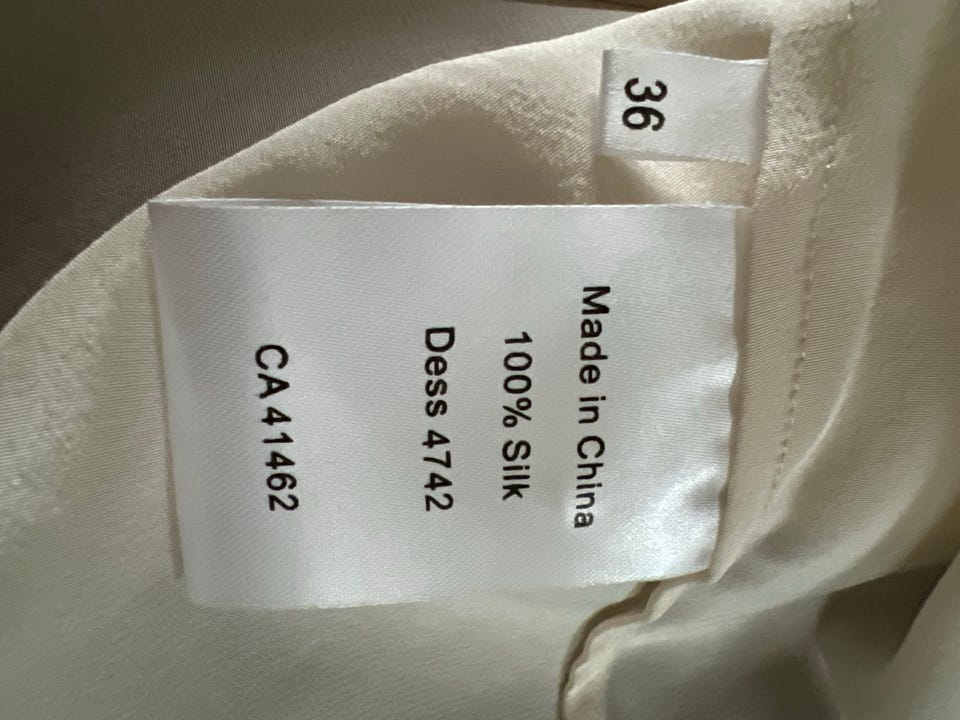 36
Made in China
100% Silk
Dess 4742
CA 41462